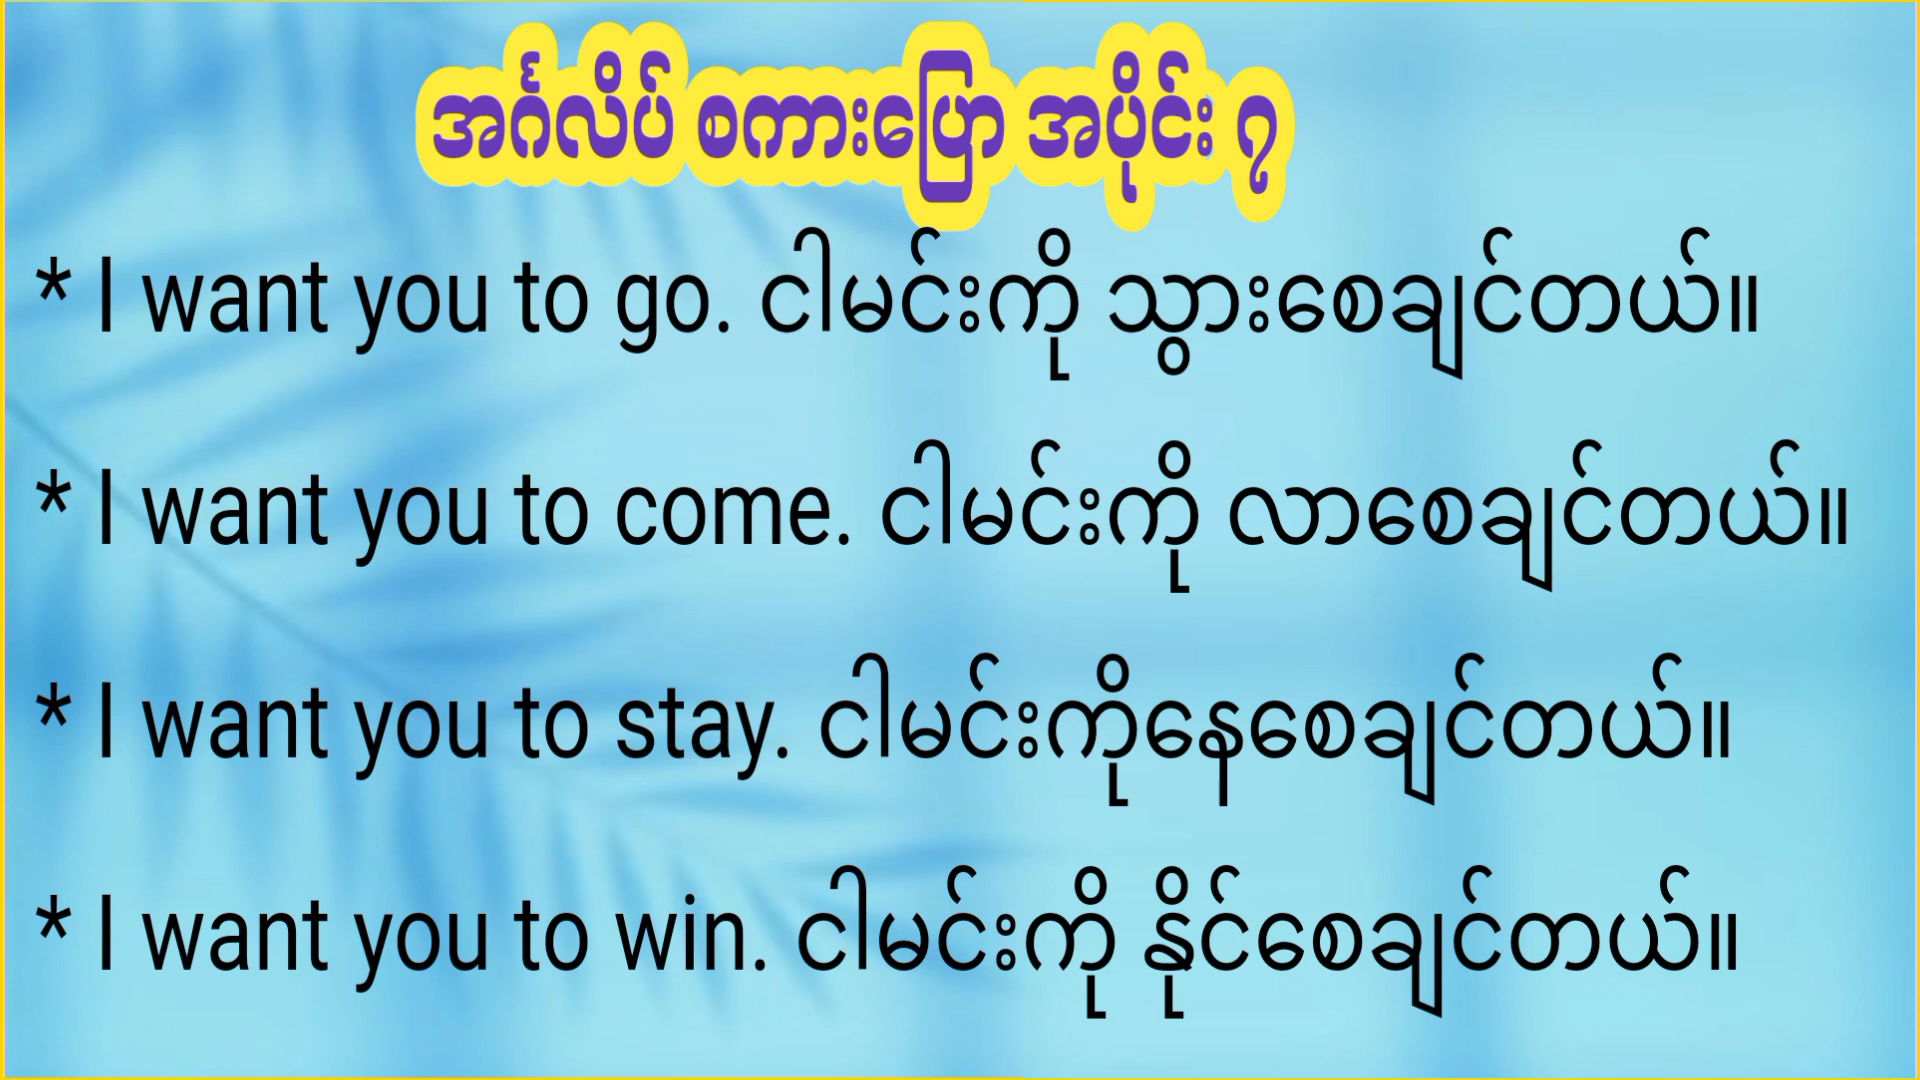 အင်္ဂလိပ် စကားပြော အပိုင်း ၇
* I want you to go. ငါမင်းကို သွားစေချင်တယ်။
* I want you to come. ငါမင်းကို လာစေချင်တယ်။
* I want you to stay. ငါမင်းကိုနေစေချင်တယ်။
* I want you to win. ငါမင်းကို နိုင်စေချင်တယ်။